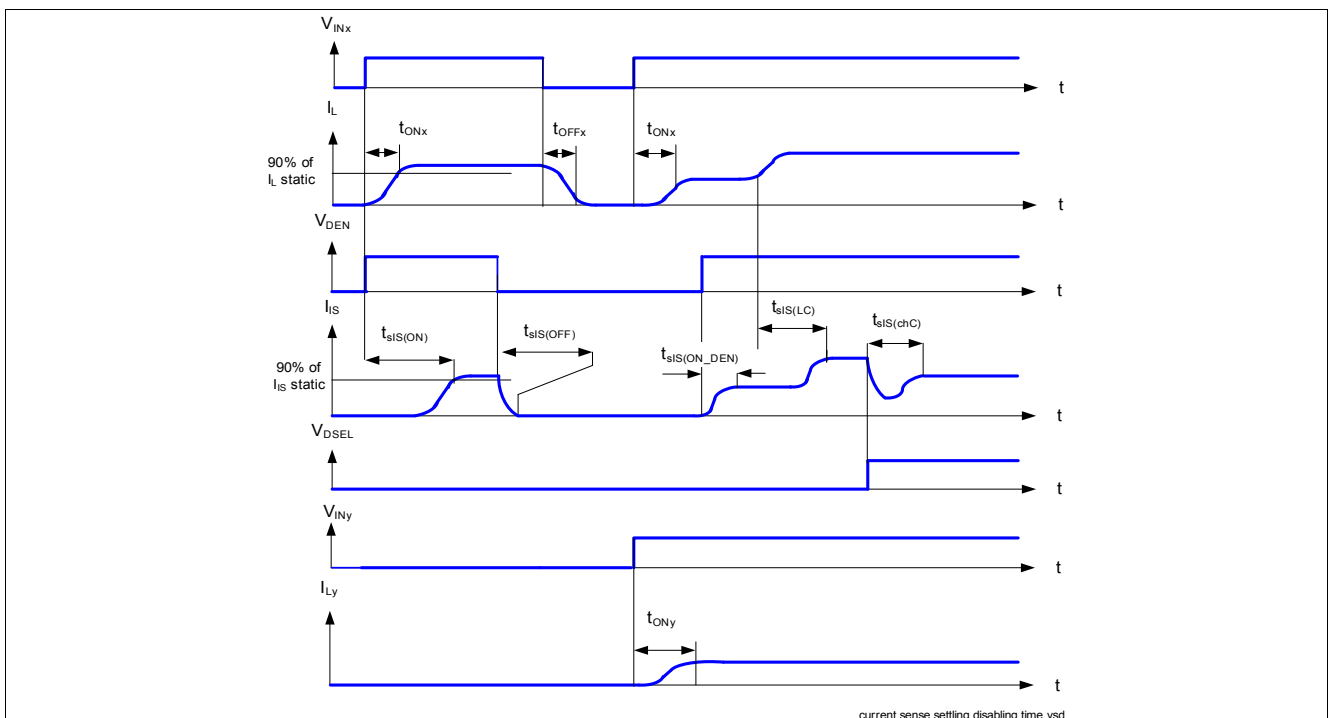 VINx
t
IL
tONx
tOFFx
tONx
90% of
IL static
t
VDEN
t
IIS
tsIS(ON)
tsIS(OFF)
tsIS(ON_DEN)
tsIS(LC)
tsIS(chC)
90% of
IIS static
t
VDSEL
t
VINy
t
ILy
tONy
t
current sense settling disabling time.vsd